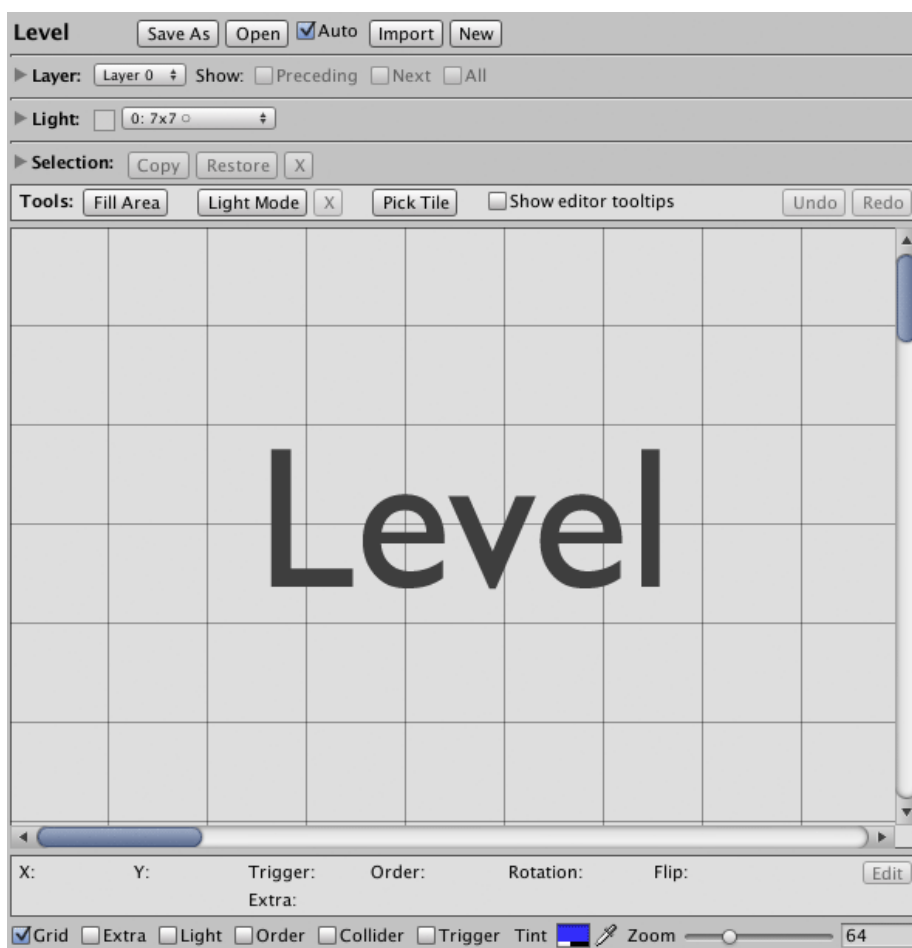 Level Save As Open Auto Import New
Layer: Layer 0 Show: Preceding Next All
Light: 0: 7x7 ○
Selection: Copy Restore X
Tools: Fill Area Light Mode X Pick Tile Show editor tooltips Undo Redo
Level
X: Y: Trigger: Order: Rotation: Flip: Edit
Extra:
Grid Extra Light Order Collider Trigger Tint Zoom 64